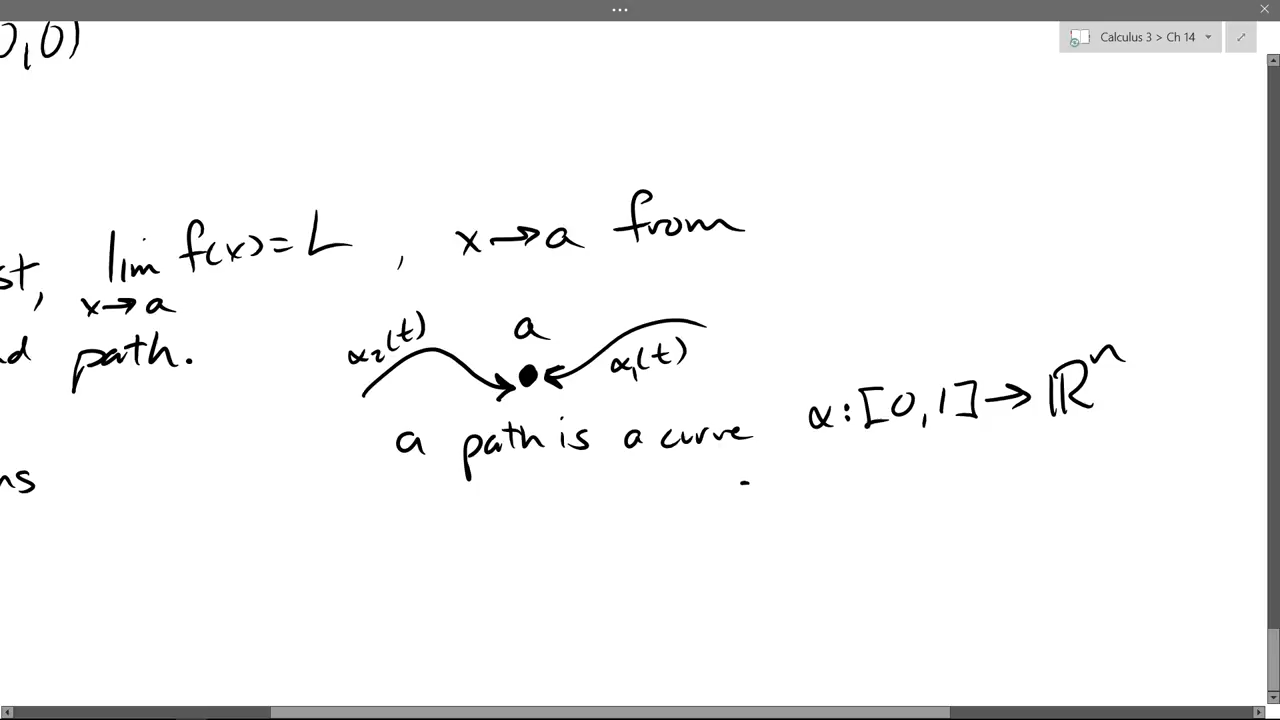 Calculus 3 > Ch 14
0,0)
st, lim f(x)=L , x→a from
x→a
path.
α₂(t) a α₁(t)
a path is a curve α:[0,1]→ℝⁿ
ns